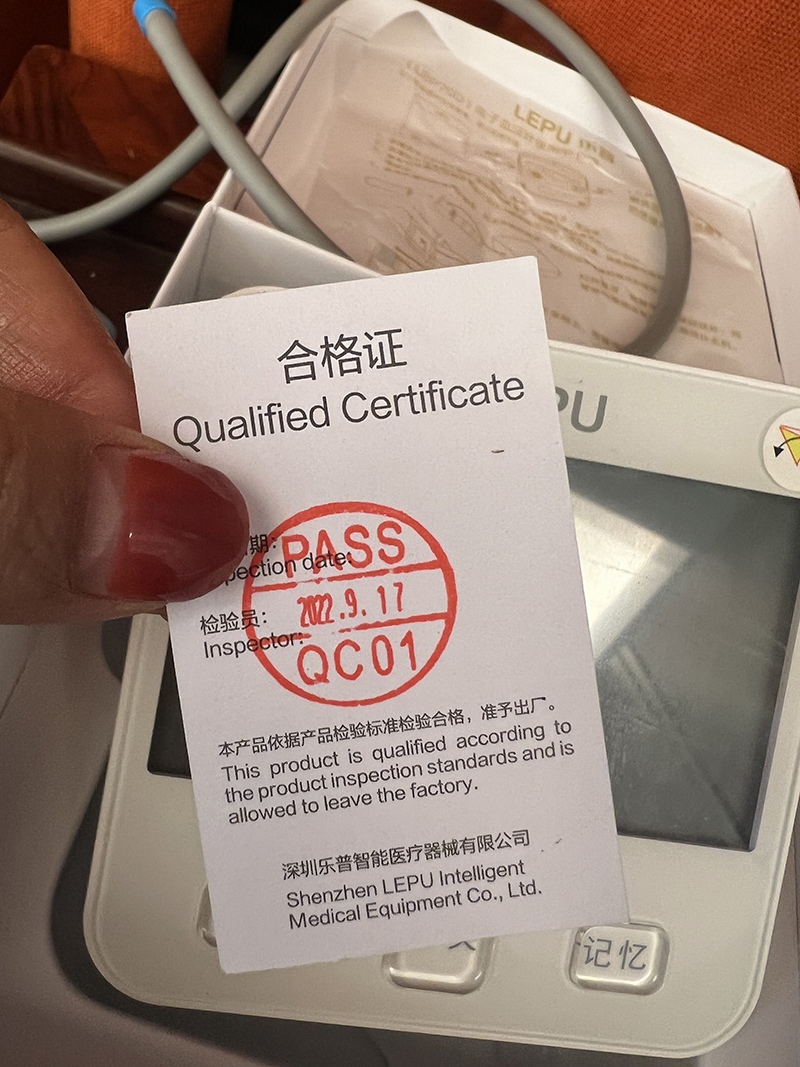 LEPU
合格证
Qualified Certificate
PU
期:
pection date:
PASS
2022.9.17
检验员:
Inspector:
QC01
本产品依据产品检验标准检验合格，准予出厂。
This product is qualified according to
the product inspection standards and is
allowed to leave the factory.
深圳乐普智能医疗器械有限公司
Shenzhen LEPU Intelligent
Medical Equipment Co., Ltd.
记忆